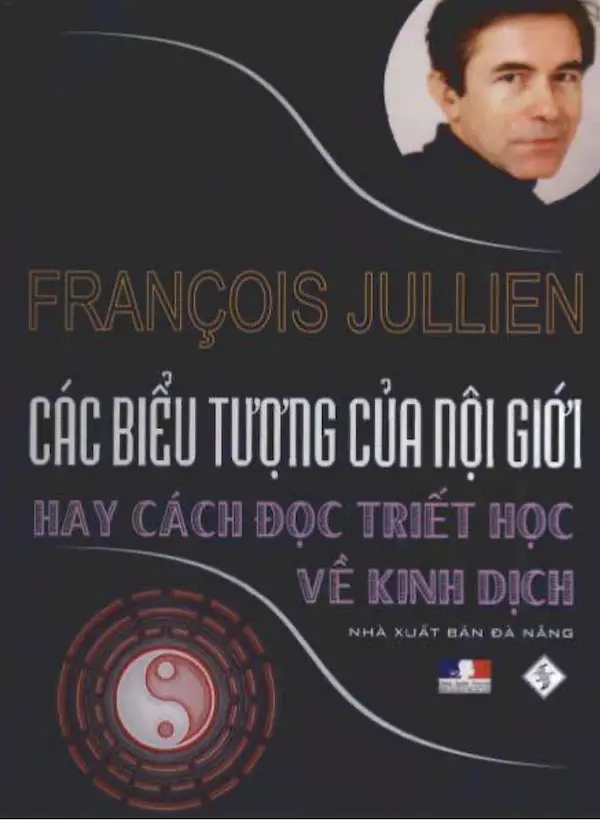 FRANÇOIS JULLIEN
CÁC BIỂU TƯỢNG CỦA NỘI GIỚI
HAY CÁCH ĐỌC TRIẾT HỌC
VỀ KINH DỊCH
NHÀ XUẤT BẢN ĐÀ NẴNG